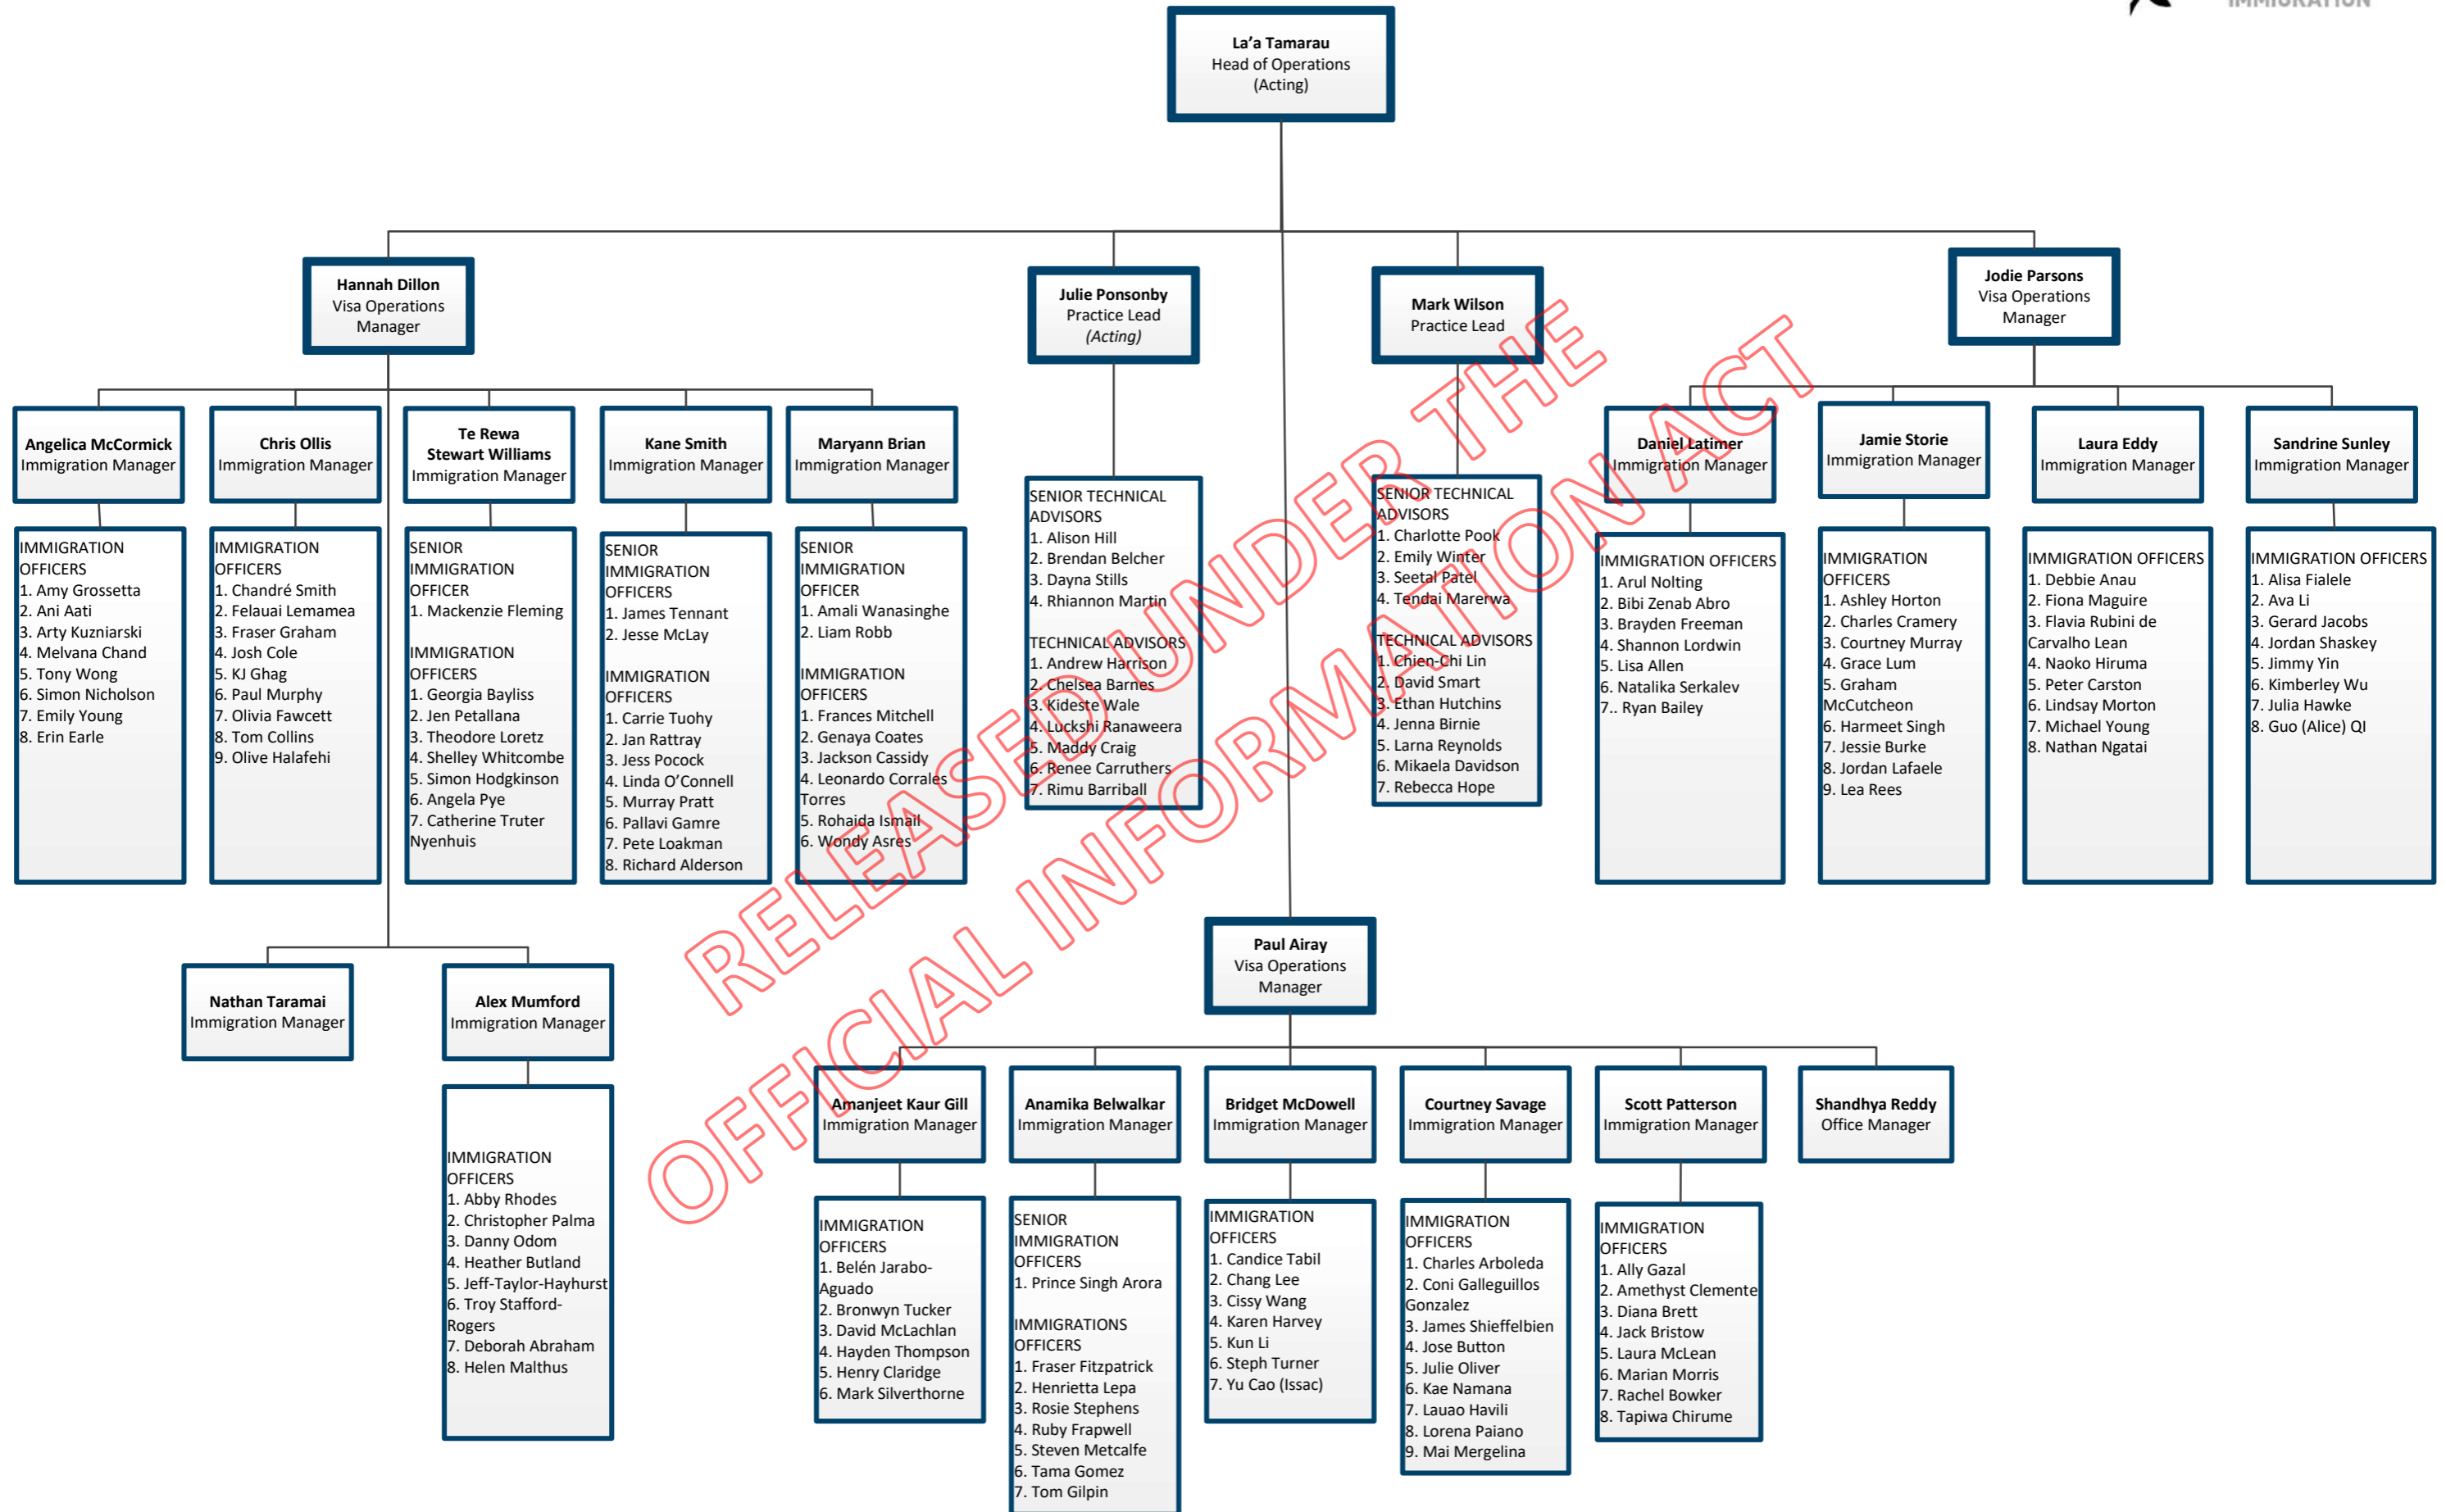 IMMIGRATION
La'a Tamarau
Head of Operations
(Acting)
Hannah Dillon
Visa Operations
Manager
Julie Ponsonby
Practice Lead
(Acting)
Mark Wilson
Practice Lead
Jodie Parsons
Visa Operations
Manager
Angelica McCormick
Immigration Manager
Chris Ollis
Immigration Manager
Te Rewa
Stewart Williams
Immigration Manager
Kane Smith
Immigration Manager
Maryann Brian
Immigration Manager
Daniel Latimer
Immigration Manager
Jamie Storie
Immigration Manager
Laura Eddy
Immigration Manager
Sandrine Sunley
Immigration Manager
IMMIGRATION
OFFICERS
1. Amy Grossetta
2. Ani Aati
3. Arty Kuzniarski
4. Melvana Chand
5. Tony Wong
6. Simon Nicholson
7. Emily Young
8. Erin Earle
IMMIGRATION
OFFICERS
1. Chandré Smith
2. Felauai Lemamea
3. Fraser Graham
4. Josh Cole
5. KJ Ghag
6. Paul Murphy
7. Olivia Fawcett
8. Tom Collins
9. Olive Halafehi
SENIOR
IMMIGRATION
OFFICER
1. Mackenzie Fleming
IMMIGRATION
OFFICERS
1. Georgia Bayliss
2. Jen Petallana
3. Theodore Loretz
4. Shelley Whitcombe
5. Simon Hodgkinson
6. Angela Pye
7. Catherine Truter
Nyenhuis
SENIOR
IMMIGRATION
OFFICERS
1. James Tennant
2. Jesse McLay
IMMIGRATION
OFFICERS
1. Carrie Tuohy
2. Jan Rattray
3. Jess Pocock
4. Linda O'Connell
5. Murray Pratt
6. Pallavi Gamre
7. Pete Loakman
8. Richard Alderson
SENIOR
IMMIGRATION
OFFICER
1. Amali Wanasinghe
2. Liam Robb
IMMIGRATION
OFFICERS
1. Frances Mitchell
2. Genaya Coates
3. Jackson Cassidy
4. Leonardo Corrales
Torres
5. Rohaida Ismail
6. Wondy Asres
SENIOR TECHNICAL
ADVISORS
1. Alison Hill
2. Brendan Belcher
3. Dayna Stills
4. Rhiannon Martin
TECHNICAL ADVISORS
1. Andrew Harrison
2. Chelsea Barnes
3. Kideste Wale
4. Luckshi Ranaweera
5. Maddy Craig
6. Renee Carruthers
7. Rimu Barriball
SENIOR TECHNICAL
ADVISORS
1. Charlotte Pook
2. Emily Winter
3. Seetal Patel
4. Tendai Marerwa
TECHNICAL ADVISORS
1. Chien-Chi Lin
2. David Smart
3. Ethan Hutchins
4. Jenna Birnie
5. Larna Reynolds
6. Mikaela Davidson
7. Rebecca Hope
IMMIGRATION OFFICERS
1. Arul Nolting
2. Bibi Zenab Abro
3. Brayden Freeman
4. Shannon Lordwin
5. Lisa Allen
6. Natalika Serkalev
7.. Ryan Bailey
IMMIGRATION
OFFICERS
1. Ashley Horton
2. Charles Cramery
3. Courtney Murray
4. Grace Lum
5. Graham
McCutcheon
6. Harmeet Singh
7. Jessie Burke
8. Jordan Lafaele
9. Lea Rees
IMMIGRATION OFFICERS
1. Debbie Anau
2. Fiona Maguire
3. Flavia Rubini de
Carvalho Lean
4. Naoko Hiruma
5. Peter Carston
6. Lindsay Morton
7. Michael Young
8. Nathan Ngatai
IMMIGRATION OFFICERS
1. Alisa Fialele
2. Ava Li
3. Gerard Jacobs
4. Jordan Shaskey
5. Jimmy Yin
6. Kimberley Wu
7. Julia Hawke
8. Guo (Alice) QI
RELEASED UNDER THE
OFFICIAL INFORMATION ACT
Nathan Taramai
Immigration Manager
Alex Mumford
Immigration Manager
IMMIGRATION
OFFICERS
1. Abby Rhodes
2. Christopher Palma
3. Danny Odom
4. Heather Butland
5. Jeff-Taylor-Hayhurst
6. Troy Stafford-
Rogers
7. Deborah Abraham
8. Helen Malthus
Paul Airay
Visa Operations
Manager
Amanjeet Kaur Gill
Immigration Manager
Anamika Belwalkar
Immigration Manager
Bridget McDowell
Immigration Manager
Courtney Savage
Immigration Manager
Scott Patterson
Immigration Manager
Shandhya Reddy
Office Manager
IMMIGRATION
OFFICERS
1. Belén Jarabo-
Aguado
2. Bronwyn Tucker
3. David McLachlan
4. Hayden Thompson
5. Henry Claridge
6. Mark Silverthorne
SENIOR
IMMIGRATION
OFFICERS
1. Prince Singh Arora
IMMIGRATIONS
OFFICERS
1. Fraser Fitzpatrick
2. Henrietta Lepa
3. Rosie Stephens
4. Ruby Frapwell
5. Steven Metcalfe
6. Tama Gomez
7. Tom Gilpin
IMMIGRATION
OFFICERS
1. Candice Tabil
2. Chang Lee
3. Cissy Wang
4. Karen Harvey
5. Kun Li
6. Steph Turner
7. Yu Cao (Issac)
IMMIGRATION
OFFICERS
1. Charles Arboleda
2. Coni Galleguillos
Gonzalez
3. James Shieffelbien
4. Jose Button
5. Julie Oliver
6. Kae Namana
7. Lauao Havili
8. Lorena Paiano
9. Mai Mergelina
IMMIGRATION
OFFICERS
1. Ally Gazal
2. Amethyst Clemente
3. Diana Brett
4. Jack Bristow
5. Laura McLean
6. Marian Morris
7. Rachel Bowker
8. Tapiwa Chirume